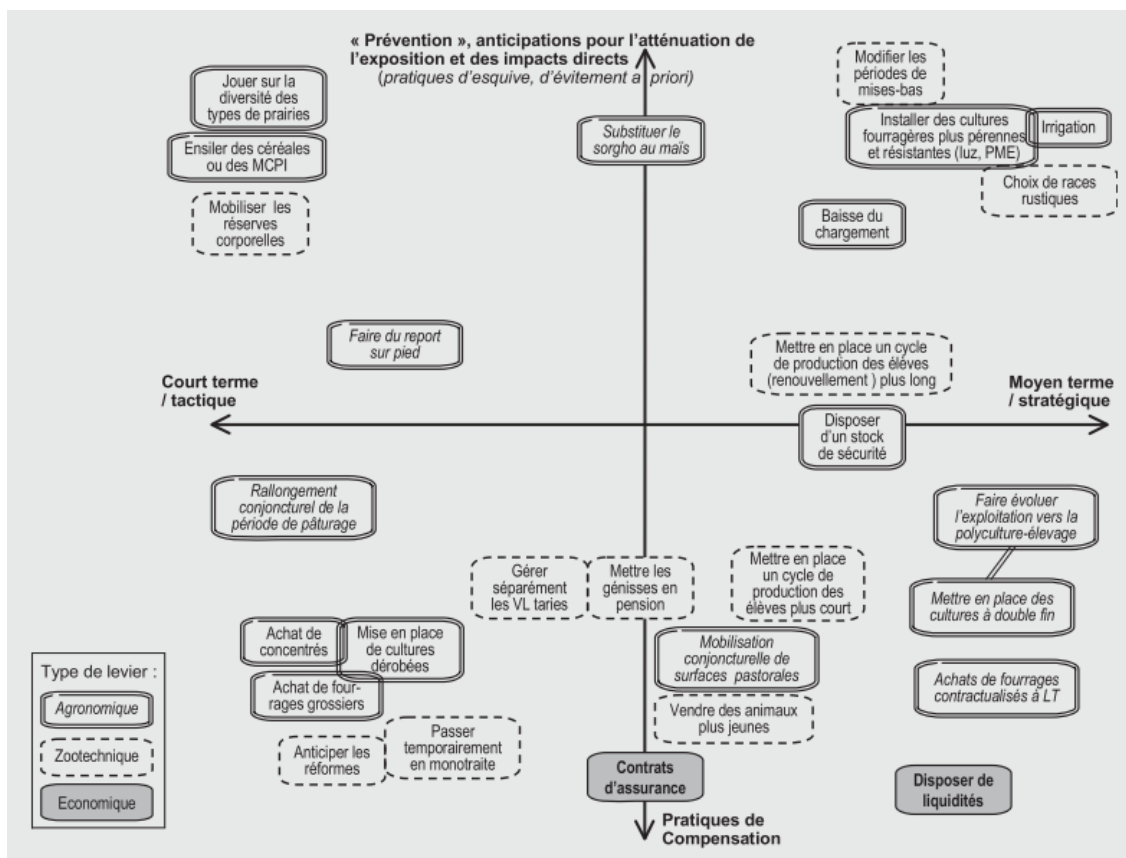 « Prévention », anticipations pour l'atténuation de
l'exposition et des impacts directs
(pratiques d'esquive, d'évitement a priori)
Jouer sur la
diversité des
types de prairies
Ensiler des céréales
ou des MCPI
Mobiliser les
réserves
corporelles
Substituer le
sorgho au maïs
Modifier les
périodes de
mises-bas
Installer des cultures
fourragères plus pérennes
et résistantes (luz, PME)
Irrigation
Choix de races
rustiques
Baisse du
chargement
Faire du report
sur pied
Mettre en place un cycle
de production des élèves
(renouvellement ) plus long
Court terme
/ tactique
Moyen terme
/ stratégique
Disposer
d'un stock
de sécurité
Rallongement
conjoncturel de la
période de pâturage
Faire évoluer
l'exploitation vers la
polyculture-élevage
Gérer
séparément
les VL taries
Mettre les
génisses en
pension
Mettre en place
un cycle de
production des
élèves plus court
Mettre en place des
cultures à double fin
Achat de
concentrés
Mise en place
de cultures
dérobées
Mobilisation
conjoncturelle de
surfaces pastorales
Achat de four-
rages grossiers
Achats de fourrages
contractualisés à LT
Vendre des animaux
plus jeunes
Anticiper les
réformes
Passer
temporairement
en monotraite
Contrats
d'assurance
Disposer de
liquidités
Pratiques de
Compensation
Type de levier :
Agronomique
Zootechnique
Economique